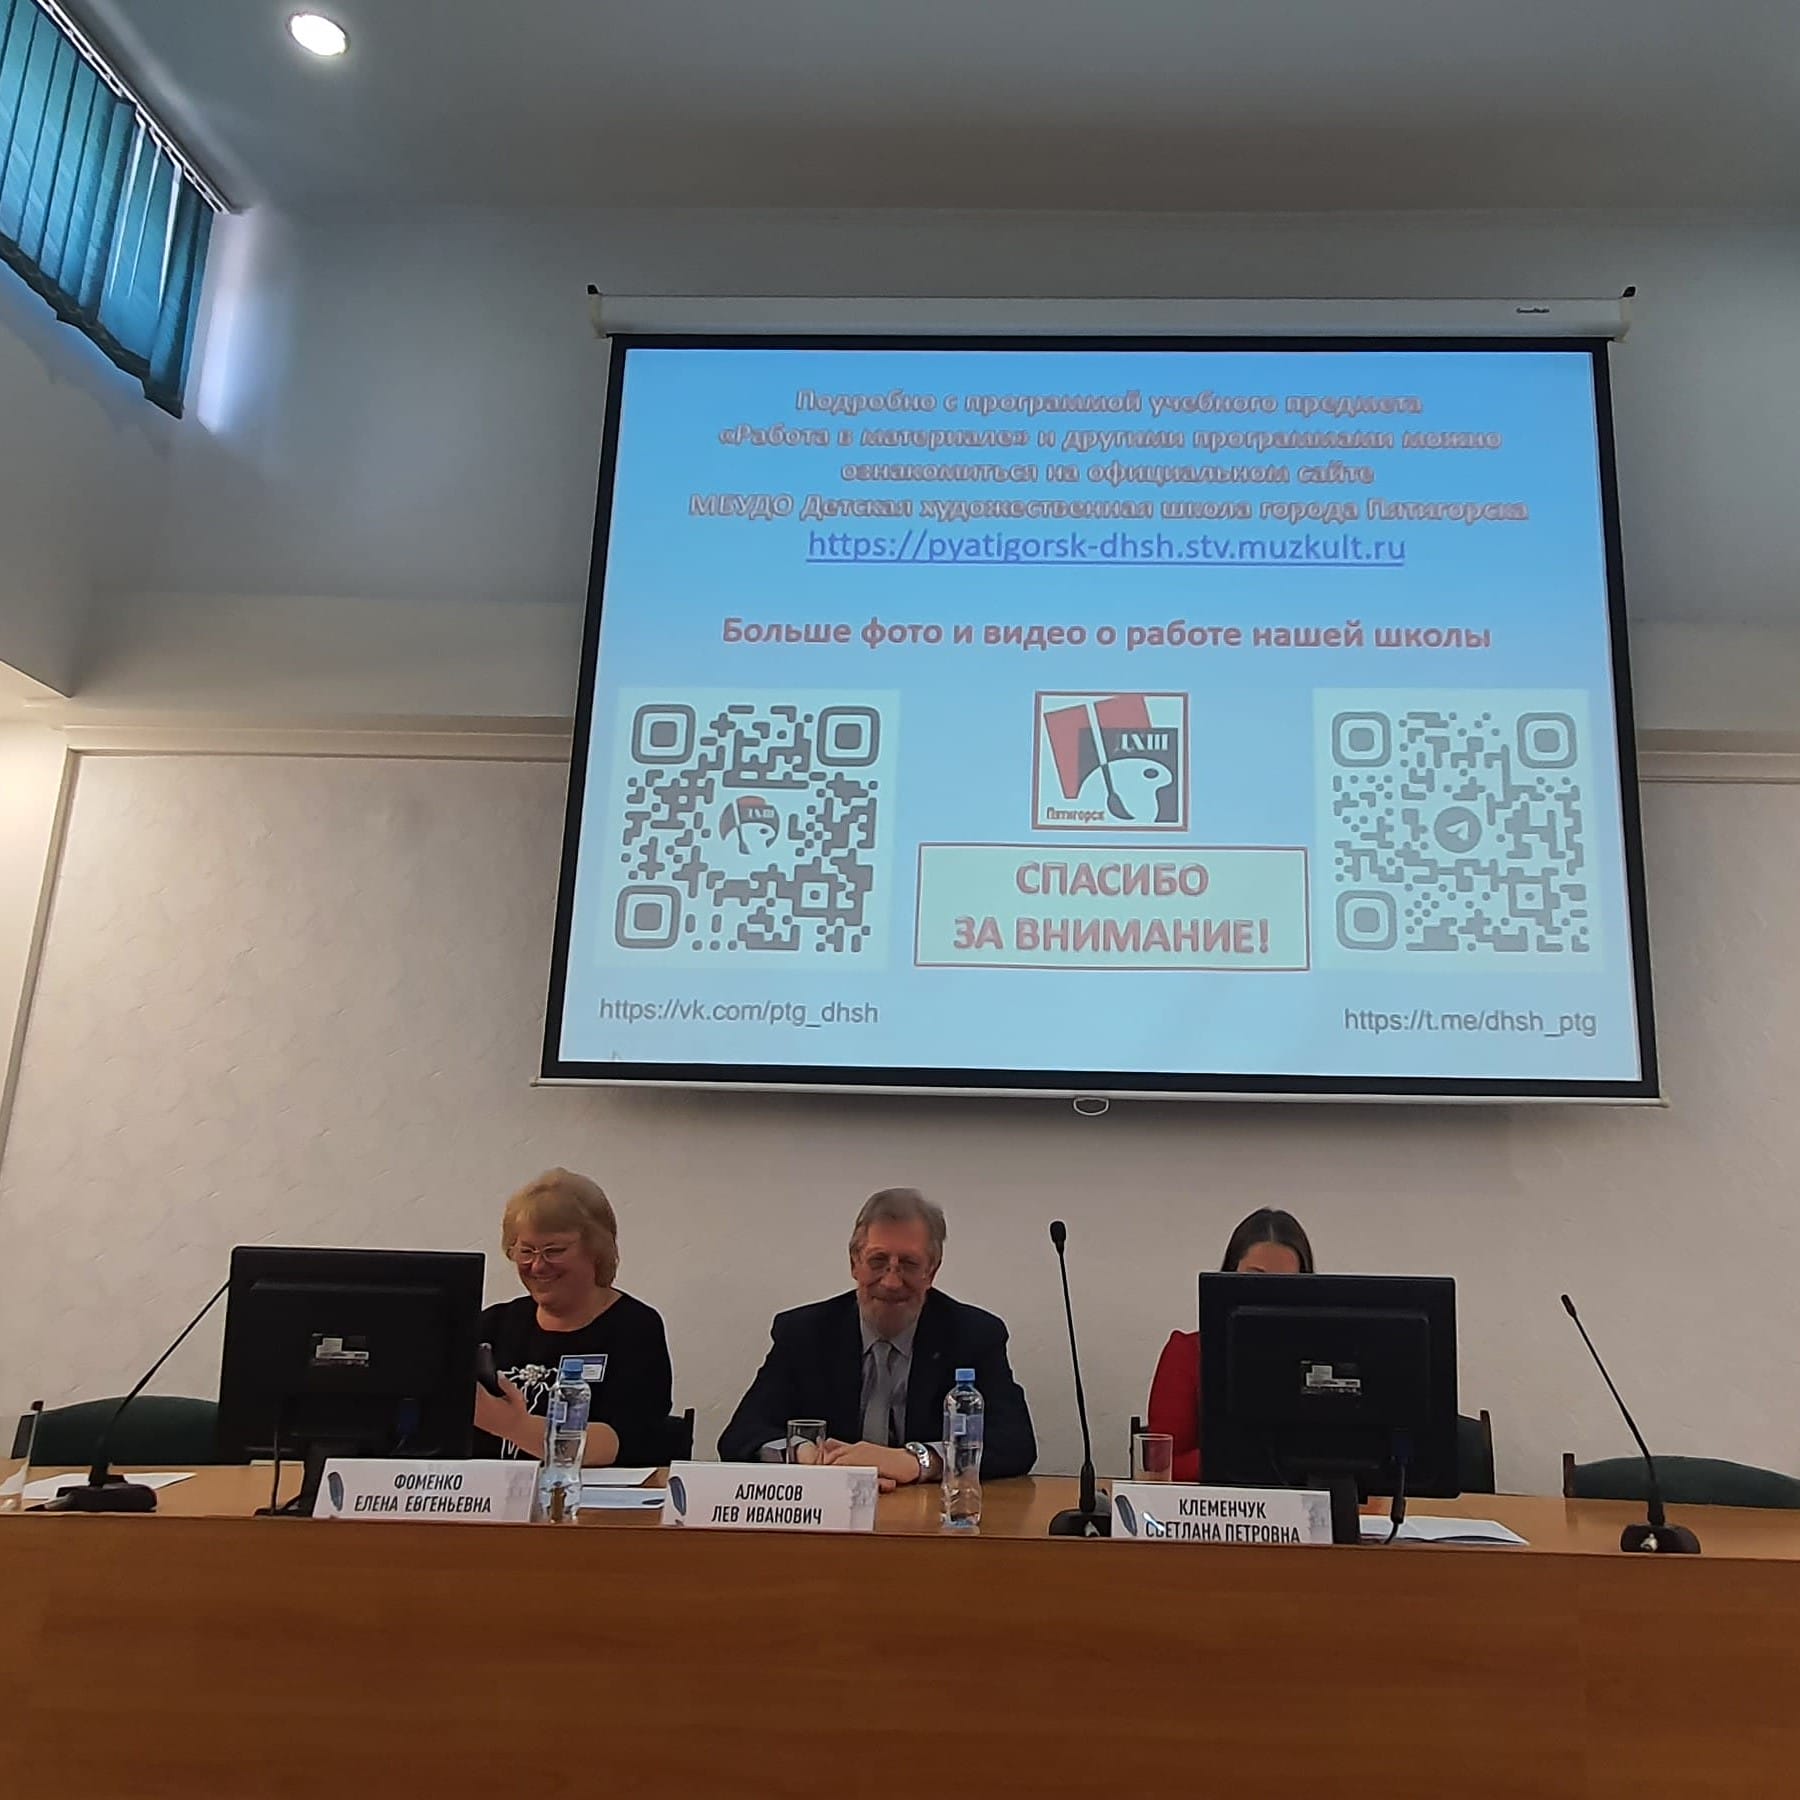 Подробно с программой учебного предмета
«Работа в материале» и другими программами можно
ознакомиться на официальном сайте
МБУДО Детская художественная школа города Пятигорска
https://pyatigorsk-dhsh.stv.muzkult.ru
Больше фото и видео о работе нашей школы
ДХШ
Пятигорск
ДХШ
СПАСИБО
ЗА ВНИМАНИЕ!
https://vk.com/ptg_dhsh
https://t.me/dhsh_ptg
ФОМЕНКО
ЕЛЕНА ЕВГЕНЬЕВНА
АЛМОСОВ
ЛЕВ ИВАНОВИЧ
КЛЕМЕНЧУК
СВЕТЛАНА ПЕТРОВНА